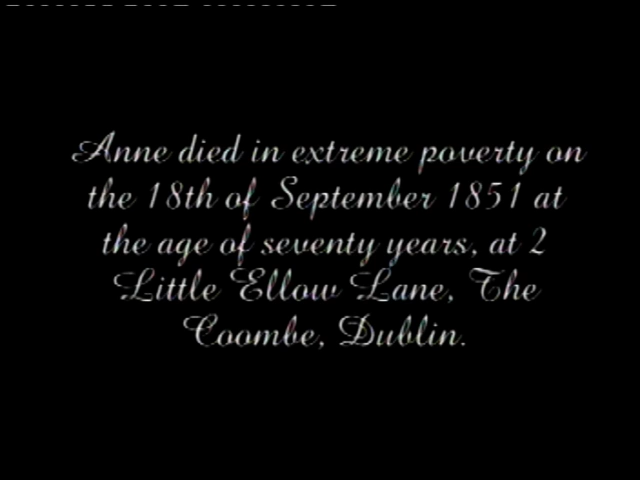 Anne died in extreme poverty on
the 18th of September 1851 at
the age of seventy years, at 2
Little Ellow Lane, The
Coombe, Dublin.